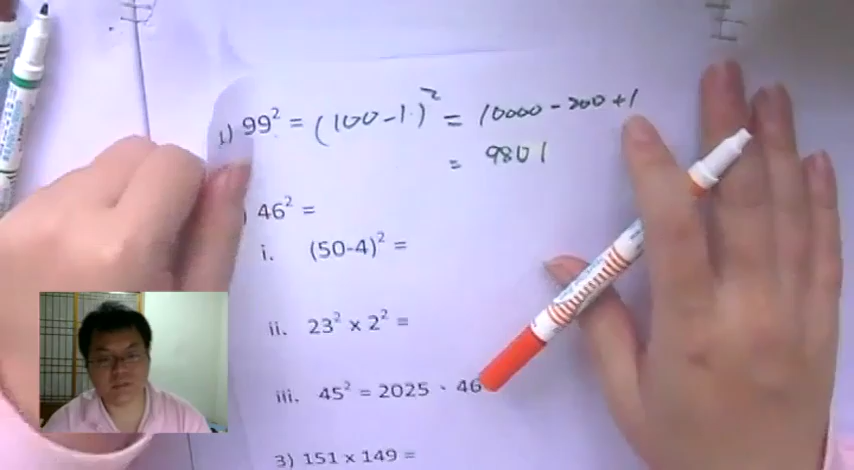 1) 99² = (100-1)² = 10000 - 200 + 1
= 9801
) 46² =
i. (50-4)² =
ii. 23² x 2² =
iii. 45² = 2025 、 46
3) 151 x 149 =